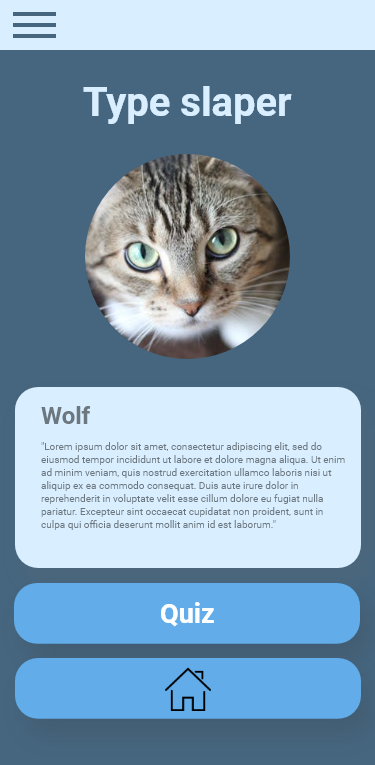 Type slaper
Wolf
"Lorem ipsum dolor sit amet, consectetur adipiscing elit, sed do
eiusmod tempor incididunt ut labore et dolore magna aliqua. Ut enim
ad minim veniam, quis nostrud exercitation ullamco laboris nisi ut
aliquip ex ea commodo consequat. Duis aute irure dolor in
reprehenderit in voluptate velit esse cillum dolore eu fugiat nulla
pariatur. Excepteur sint occaecat cupidatat non proident, sunt in
culpa qui officia deserunt mollit anim id est laborum."
Quiz